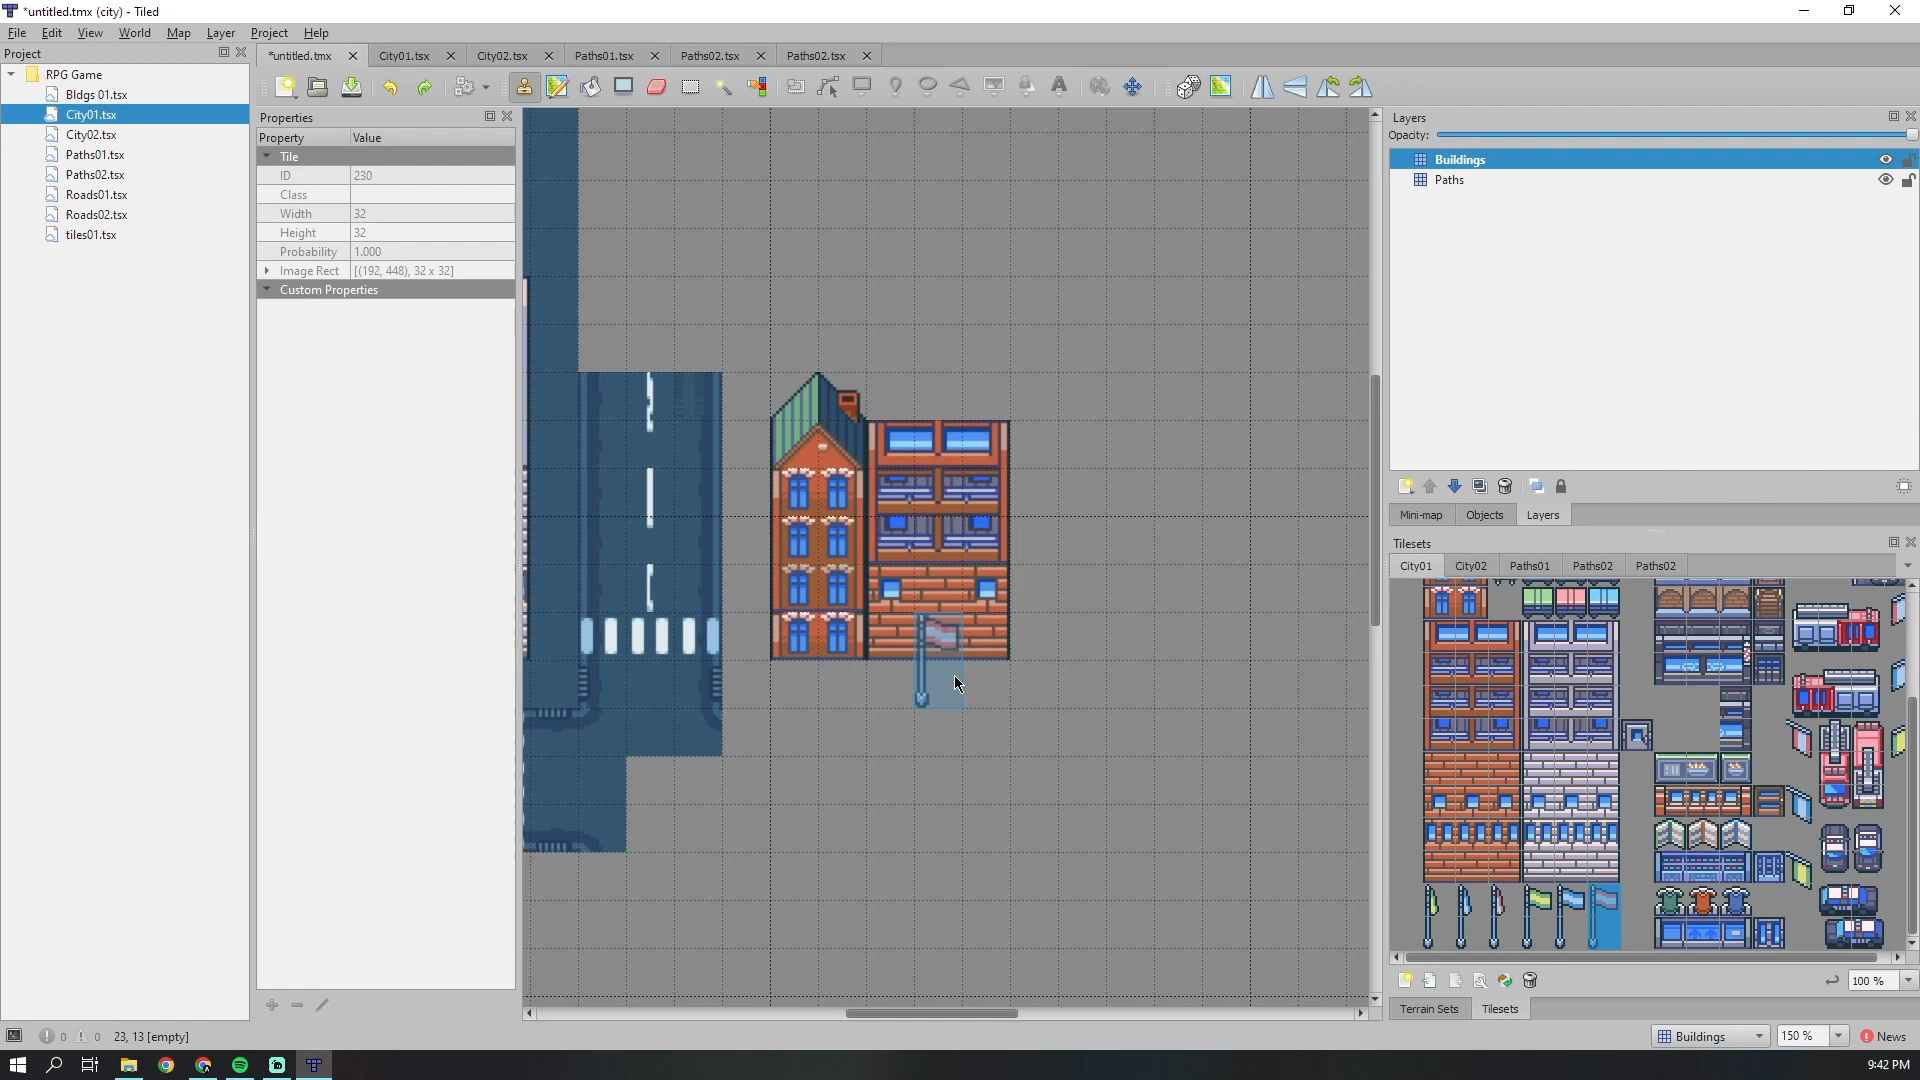 *untitled.tmx (city) - Tiled
File Edit View World Map Layer Project Help
Project
*untitled.tmx City01.tsx City02.tsx Paths01.tsx Paths02.tsx Paths02.tsx
RPG Game
Bldgs 01.tsx
City01.tsx
City02.tsx
Paths01.tsx
Paths02.tsx
Roads01.tsx
Roads02.tsx
tiles01.tsx
Properties
Property Value
Tile
ID 230
Class
Width 32
Height 32
Probability 1.000
Image Rect [(192, 448), 32 x 32]
Custom Properties
Layers
Opacity:
Buildings
Paths
Mini-map Objects Layers
Tilesets
City01 City02 Paths01 Paths02 Paths02
100 %
Terrain Sets Tilesets
0 0 23, 13 [empty]
Buildings 150 % News
9:42 PM